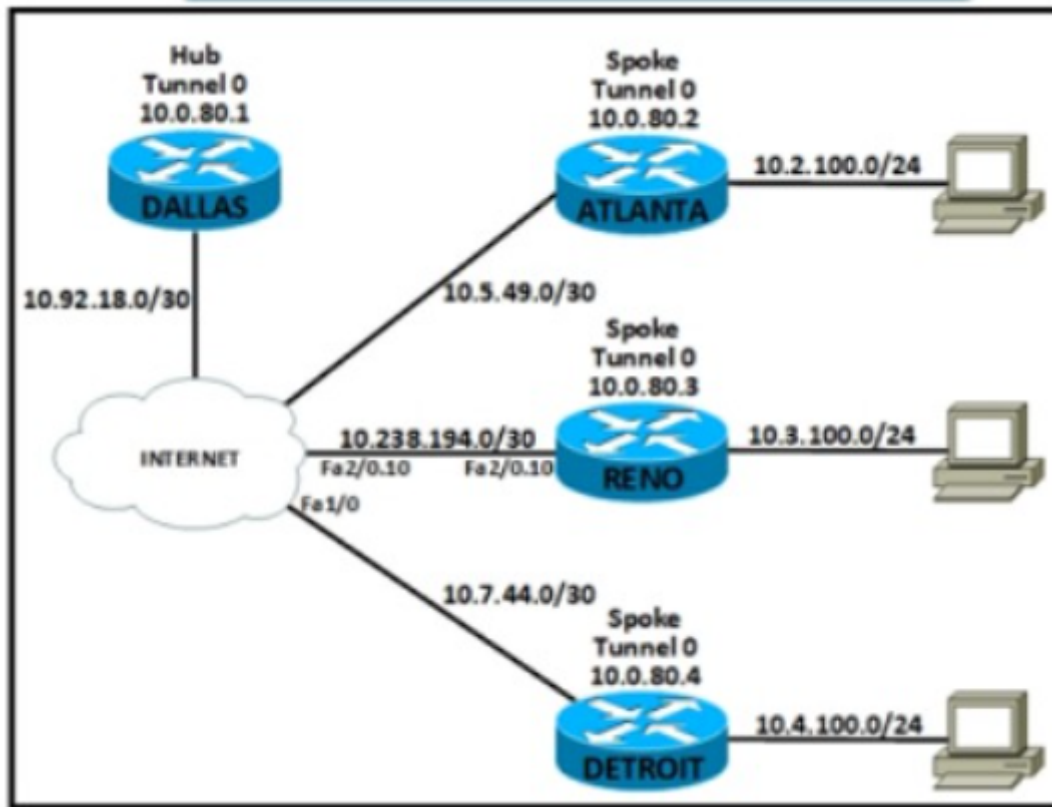 Hub
Tunnel 0
10.0.80.1
DALLAS
10.92.18.0/30
INTERNET
Spoke
Tunnel 0
10.0.80.2
ATLANTA
10.2.100.0/24
10.5.49.0/30
Spoke
Tunnel 0
10.0.80.3
RENO
10.3.100.0/24
10.238.194.0/30
Fa2/0.10
Fa2/0.10
Fa1/0
10.7.44.0/30
Spoke
Tunnel 0
10.0.80.4
DETROIT
10.4.100.0/24